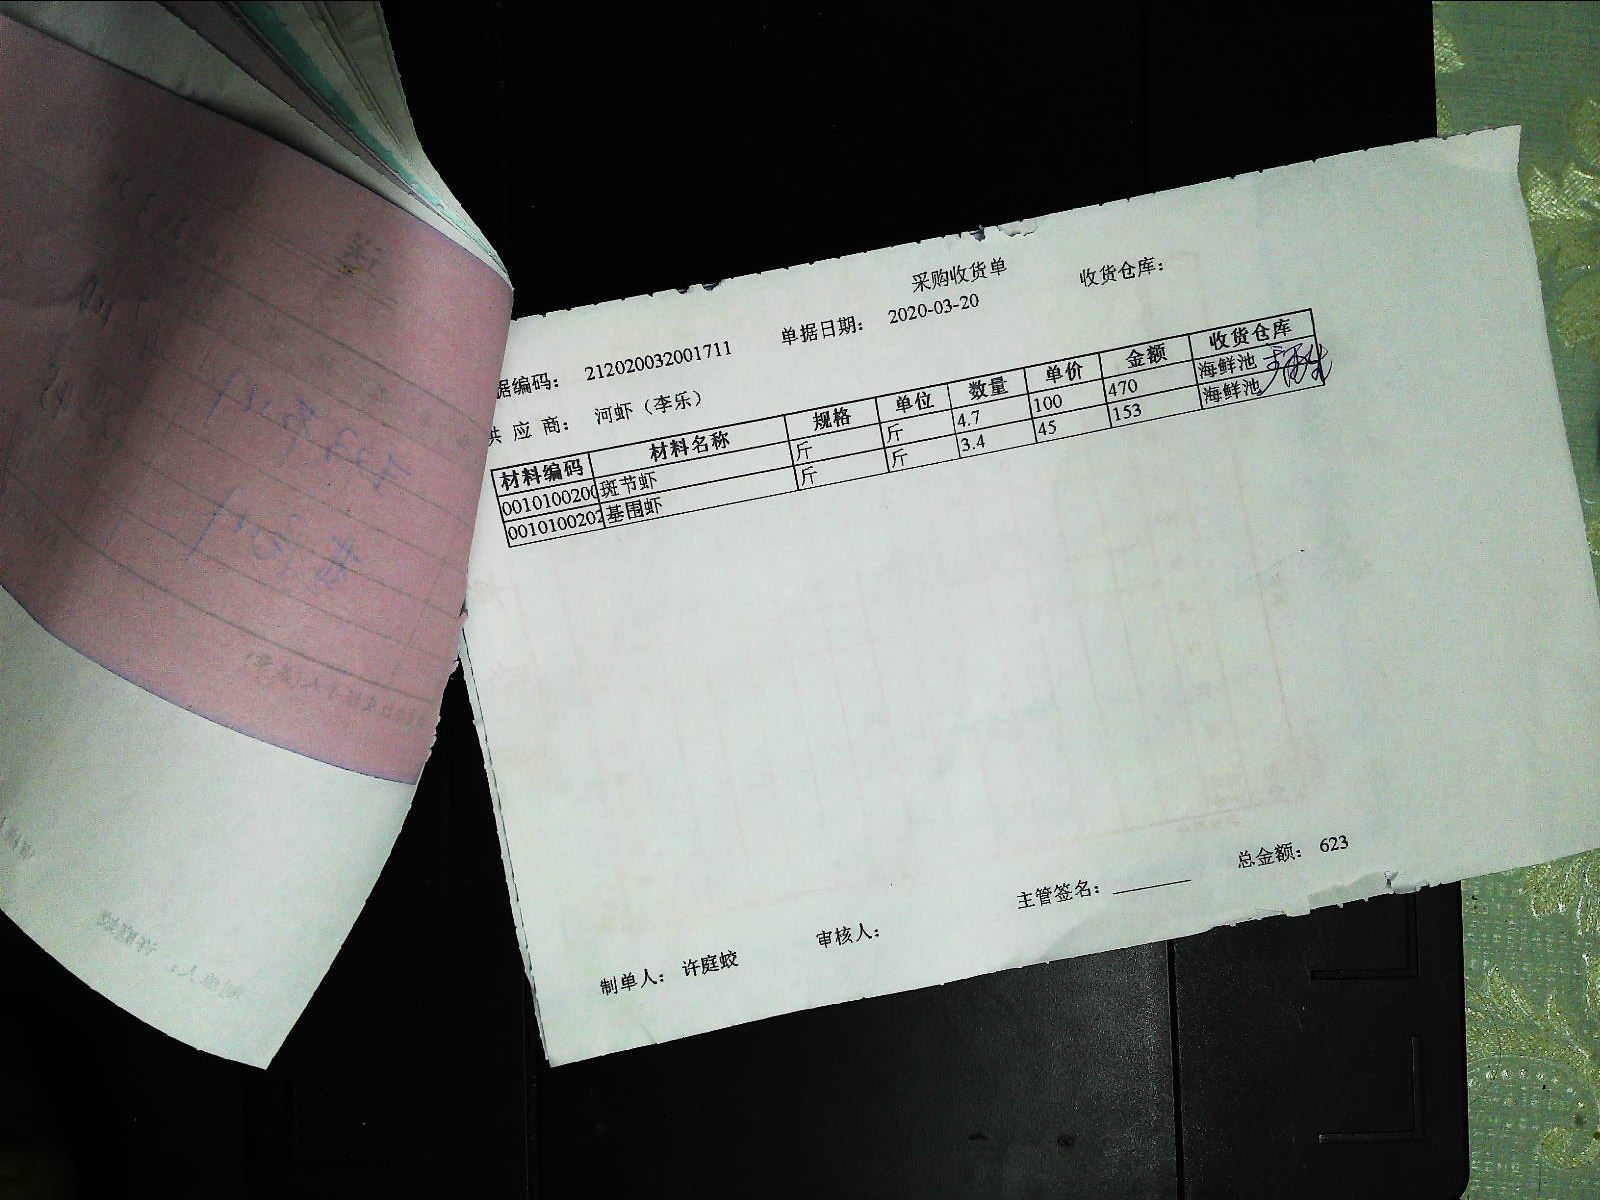 采购收货单
据编码： 212020032001711 单据日期： 2020-03-20 收货仓库：
供 应 商： 河虾（李乐）
材料编码 材料名称 规格 单位 数量 单价 金额 收货仓库
0010100200 斑节虾 斤 斤 4.7 100 470 海鲜池
0010100202 基围虾 斤 斤 3.4 45 153 海鲜池
总金额： 623
制单人： 许庭蛟 审核人： 主管签名：